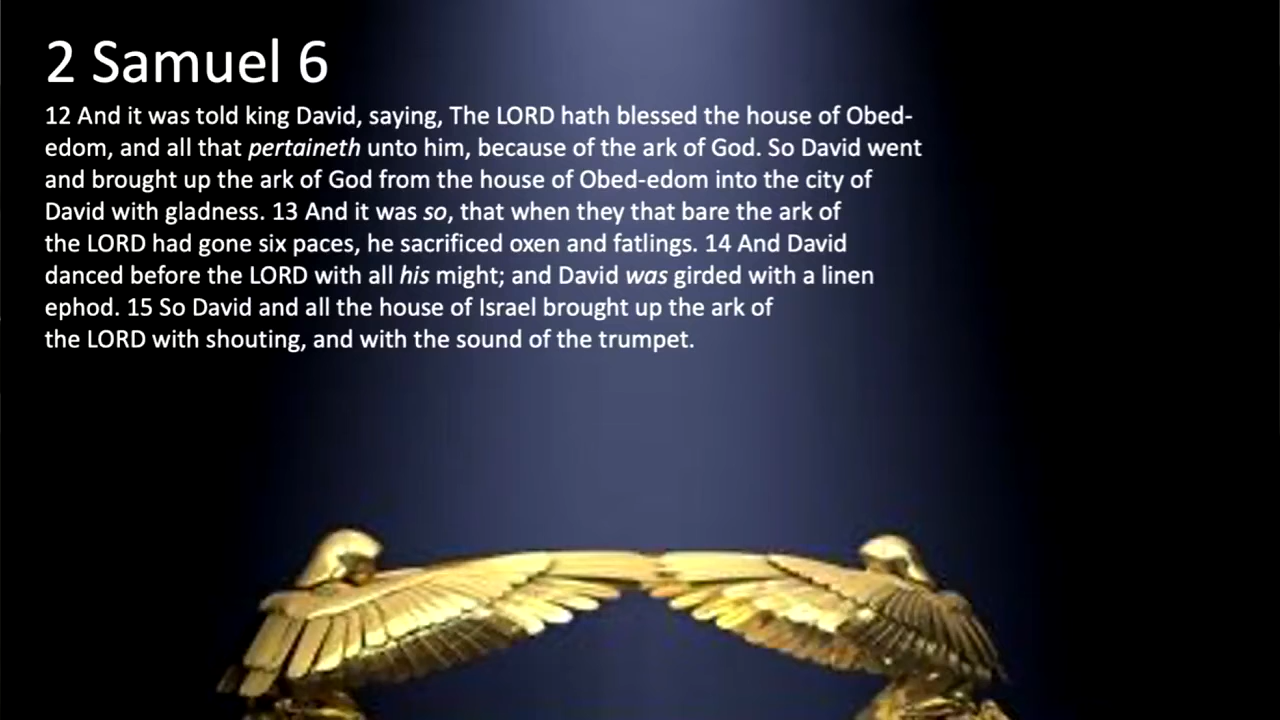 2 Samuel 6
12 And it was told king David, saying, The LORD hath blessed the house of Obed-
edom, and all that pertaineth unto him, because of the ark of God. So David went
and brought up the ark of God from the house of Obed-edom into the city of
David with gladness. 13 And it was so, that when they that bare the ark of
the LORD had gone six paces, he sacrificed oxen and fatlings. 14 And David
danced before the LORD with all his might; and David was girded with a linen
ephod. 15 So David and all the house of Israel brought up the ark of
the LORD with shouting, and with the sound of the trumpet.